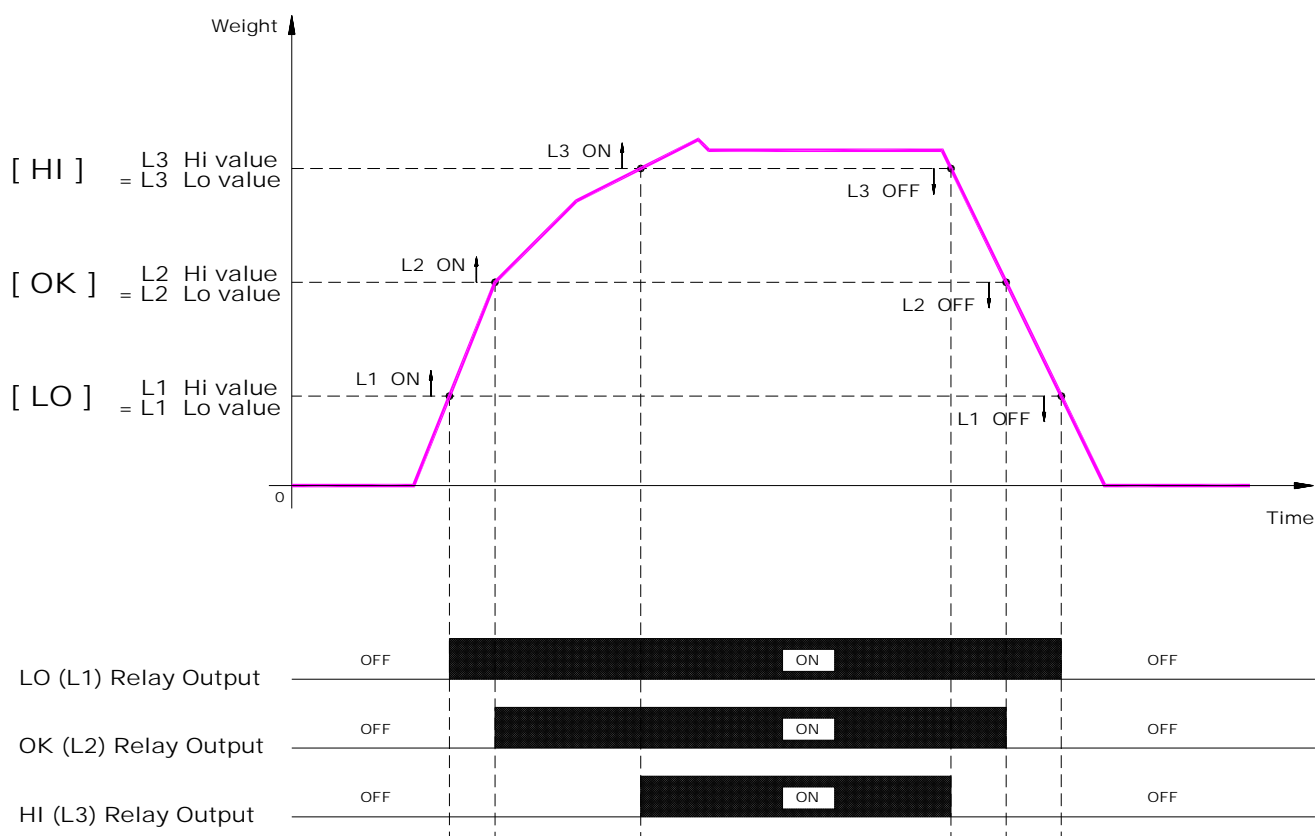 Weight
L3 ON
[ HI ] L3 Hi value
= L3 Lo value
L3 OFF
L2 ON
[ OK ] L2 Hi value
= L2 Lo value
L2 OFF
L1 ON
[ LO ] L1 Hi value
= L1 Lo value
L1 OFF
0
Time
LO (L1) Relay Output OFF ON OFF
OK (L2) Relay Output OFF ON OFF
HI (L3) Relay Output OFF ON OFF